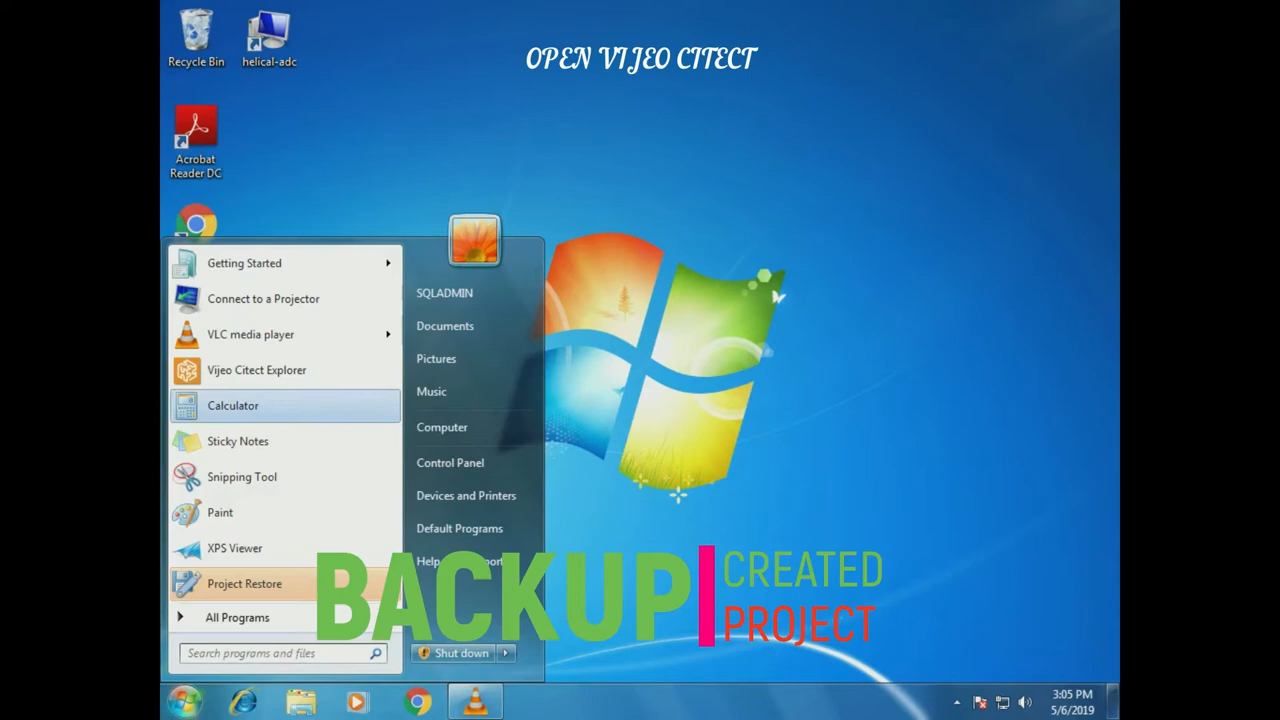 OPEN VIJEO CITECT
Recycle Bin
helical-adc
Acrobat
Reader DC
Getting Started
Connect to a Projector
VLC media player
Vijeo Citect Explorer
Calculator
Sticky Notes
Snipping Tool
Paint
XPS Viewer
Project Restore
All Programs
Search programs and files
SQLADMIN
Documents
Pictures
Music
Computer
Control Panel
Devices and Printers
Default Programs
Shut down
BACKUP
CREATED
PROJECT
3:05 PM
5/6/2019